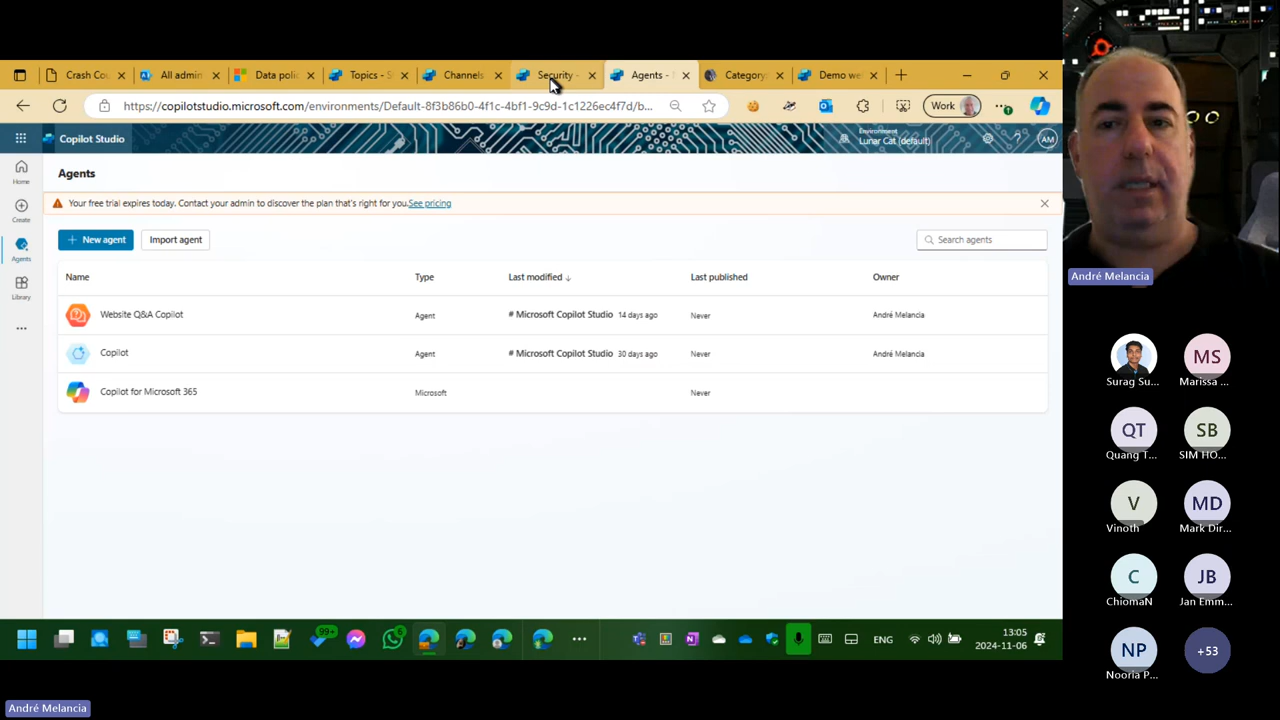 Crash Co
All admin
Data polic
Topics - S
Channels
Security -
Agents -
Category
Demo we
https://copilotstudio.microsoft.com/environments/Default-8f3b86b0-4f1c-4bf1-9c9d-1c1226ec4f7d/b...
Work
Copilot Studio
Environment
Lunar Cat (default)
AM
Home
Create
Agents
Library
Agents
Your free trial expires today. Contact your admin to discover the plan that's right for you. See pricing
New agent
Import agent
Search agents
Name
Type
Last modified
Last published
Owner
Website Q&A Copilot
Agent
# Microsoft Copilot Studio 14 days ago
Never
André Melancia
Copilot
Agent
# Microsoft Copilot Studio 30 days ago
Never
André Melancia
Copilot for Microsoft 365
Microsoft
Never
99+
ENG
13:05
2024-11-06
André Melancia
Surag Su...
MS
Marissa ...
QT
Quang T...
SB
SIM HO...
V
Vinoth
MD
Mark Dir...
C
ChiomaN
JB
Jan Emm...
NP
Nooria P...
+53
André Melancia